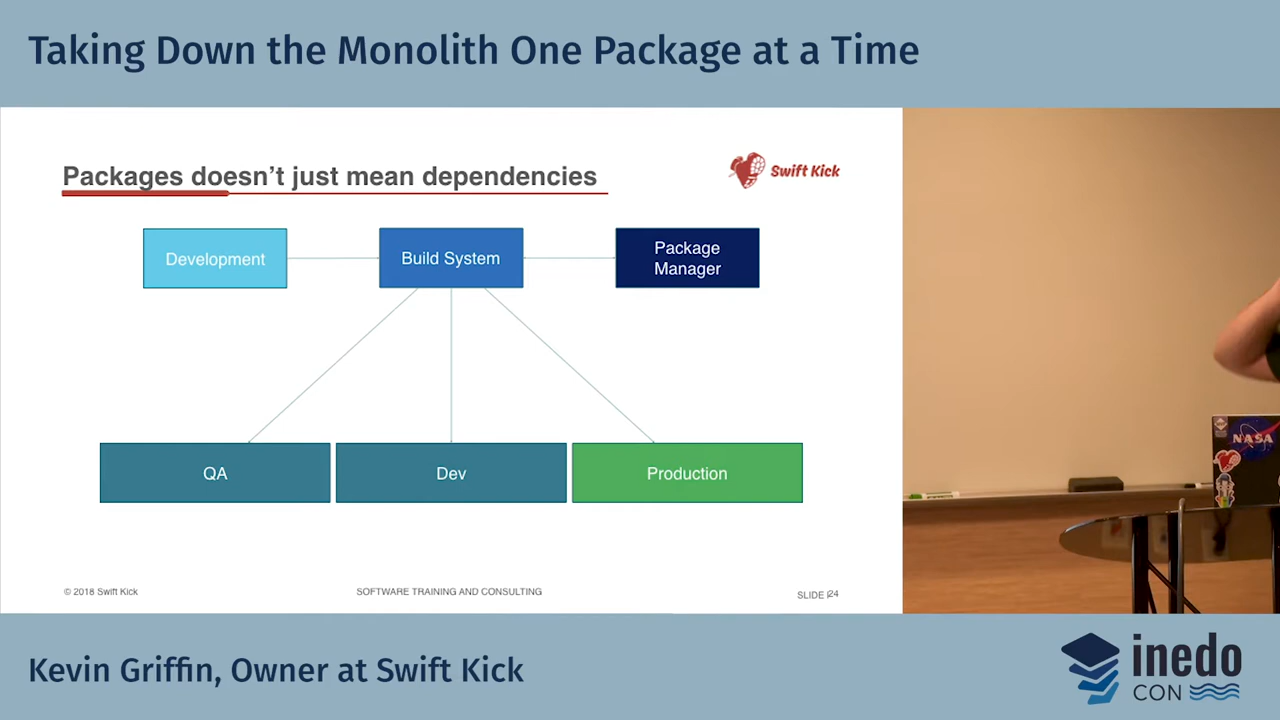 Taking Down the Monolith One Package at a Time
Packages doesn't just mean dependencies
Swift Kick
Development
Build System
Package
Manager
QA
Dev
Production
© 2018 Swift Kick
SOFTWARE TRAINING AND CONSULTING
SLIDE 24
NASA
Kevin Griffin, Owner at Swift Kick
inedo
CON